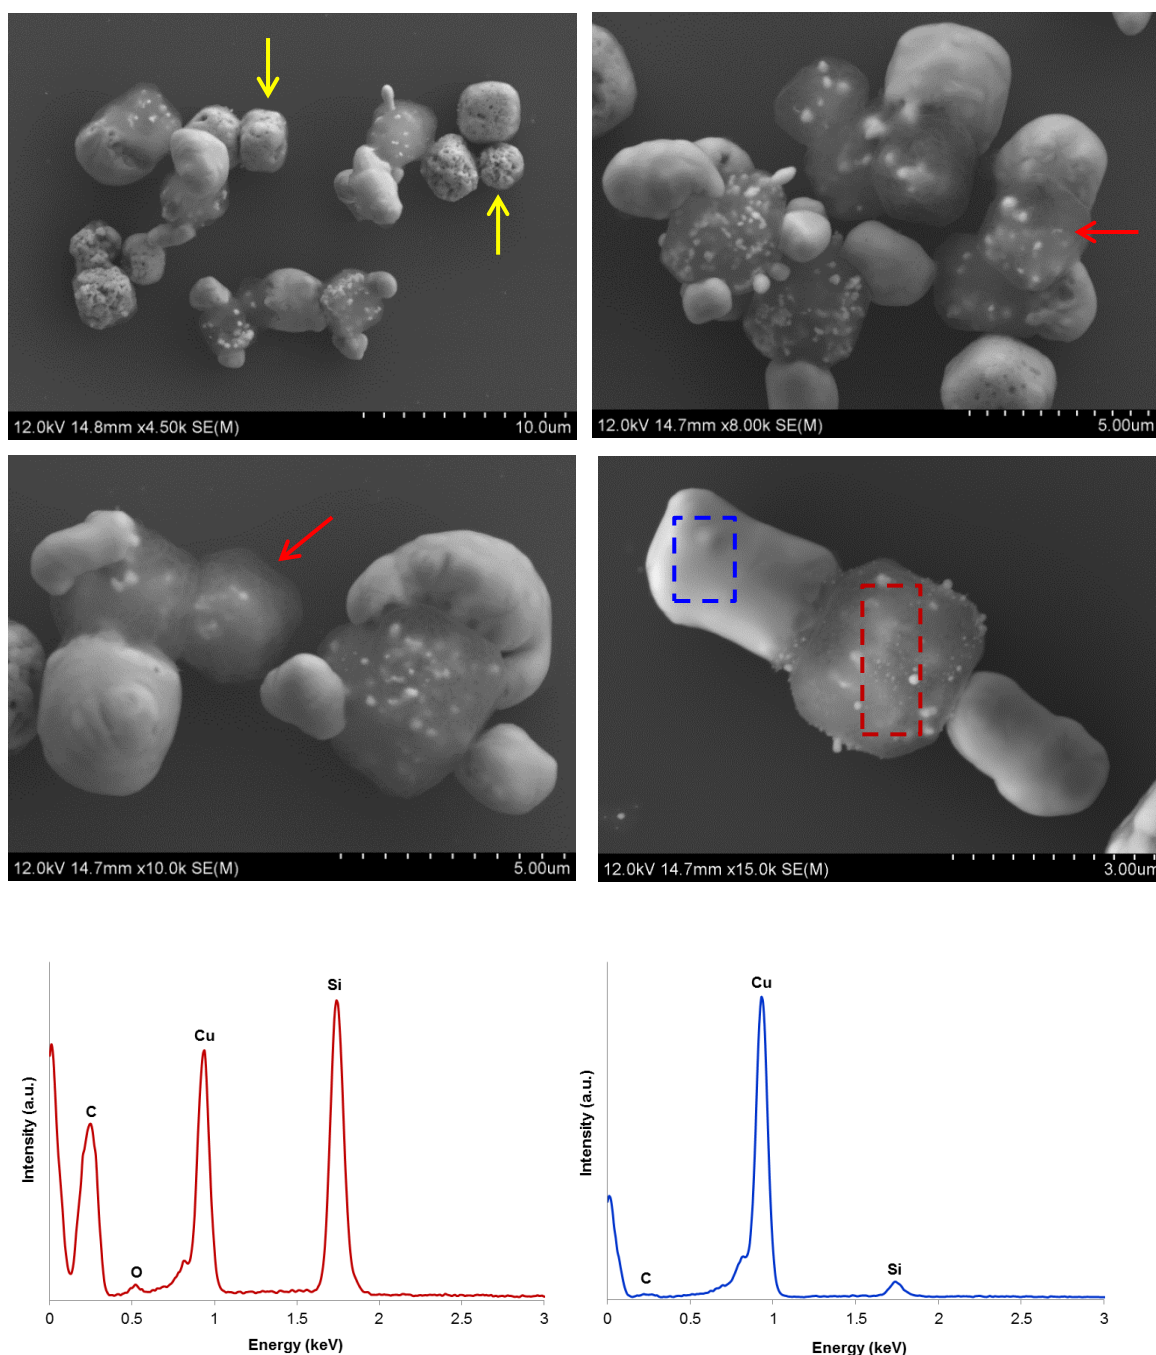 12.0kV 14.8mm x4.50k SE(M) 10.0um
12.0kV 14.7mm x8.00k SE(M) 5.00um
12.0kV 14.7mm x10.0k SE(M) 5.00um
12.0kV 14.7mm x15.0k SE(M) 3.00um
Si
Cu
C
O
Intensity (a.u.)
0 0.5 1 1.5 2 2.5 3
Energy (keV)
Cu
C
Si
Intensity (a.u.)
0 0.5 1 1.5 2 2.5 3
Energy (keV)